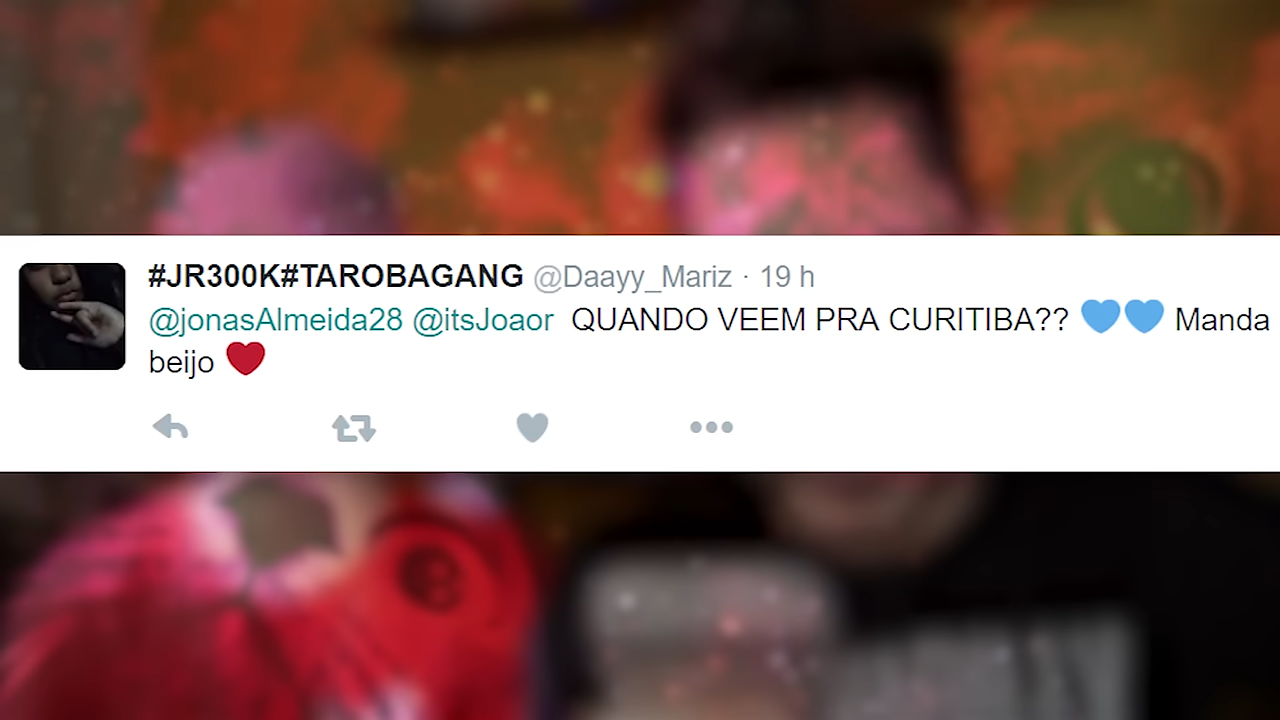 #JR300K#TAROBAGANG @Daayy_Mariz · 19 h
@jonasAlmeida28 @itsJoaor QUANDO VEEM PRA CURITIBA?? 💙💙 Manda
beijo ❤